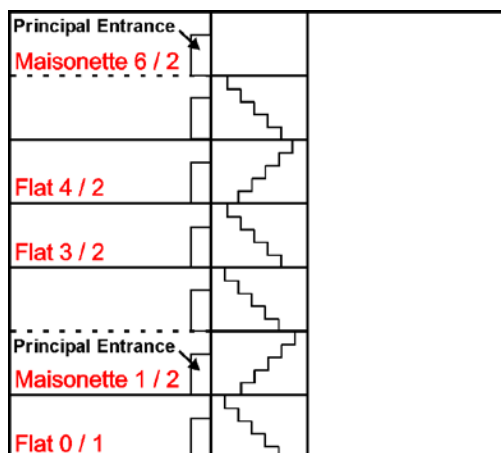 Principal Entrance
Maisonette 6 / 2
Flat 4 / 2
Flat 3 / 2
Principal Entrance
Maisonette 1 / 2
Flat 0 / 1